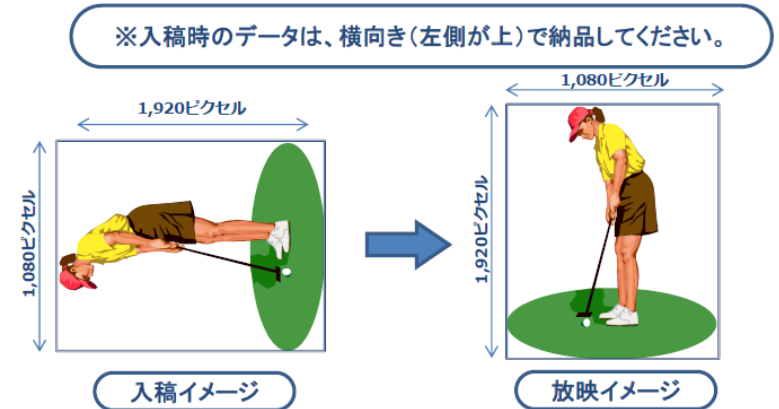 ※入稿時のデータは、横向き（左側が上）で納品してください。
1,920ピクセル
1,080ピクセル
1,080ピクセル
1,920ピクセル
入稿イメージ
放映イメージ